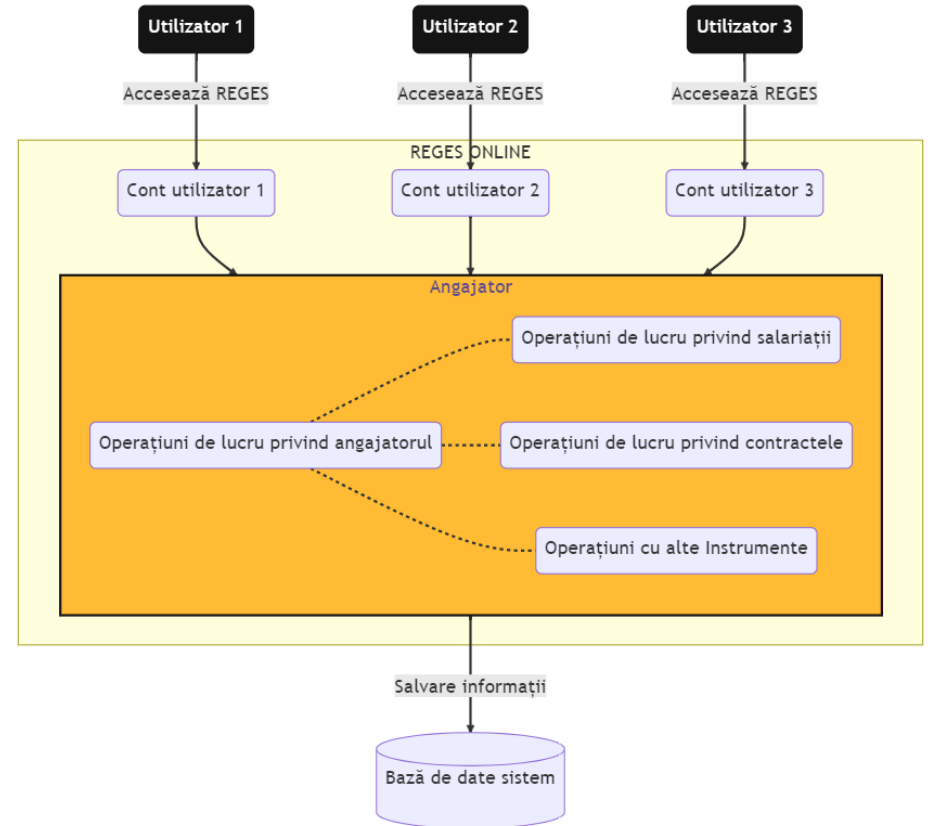 Utilizator 1
Utilizator 2
Utilizator 3
Accesează REGES
Accesează REGES
Accesează REGES
REGES ONLINE
Cont utilizator 1
Cont utilizator 2
Cont utilizator 3
Angajator
Operațiuni de lucru privind salariații
Operațiuni de lucru privind angajatorul
Operațiuni de lucru privind contractele
Operațiuni cu alte Instrumente
Salvare informații
Bază de date sistem